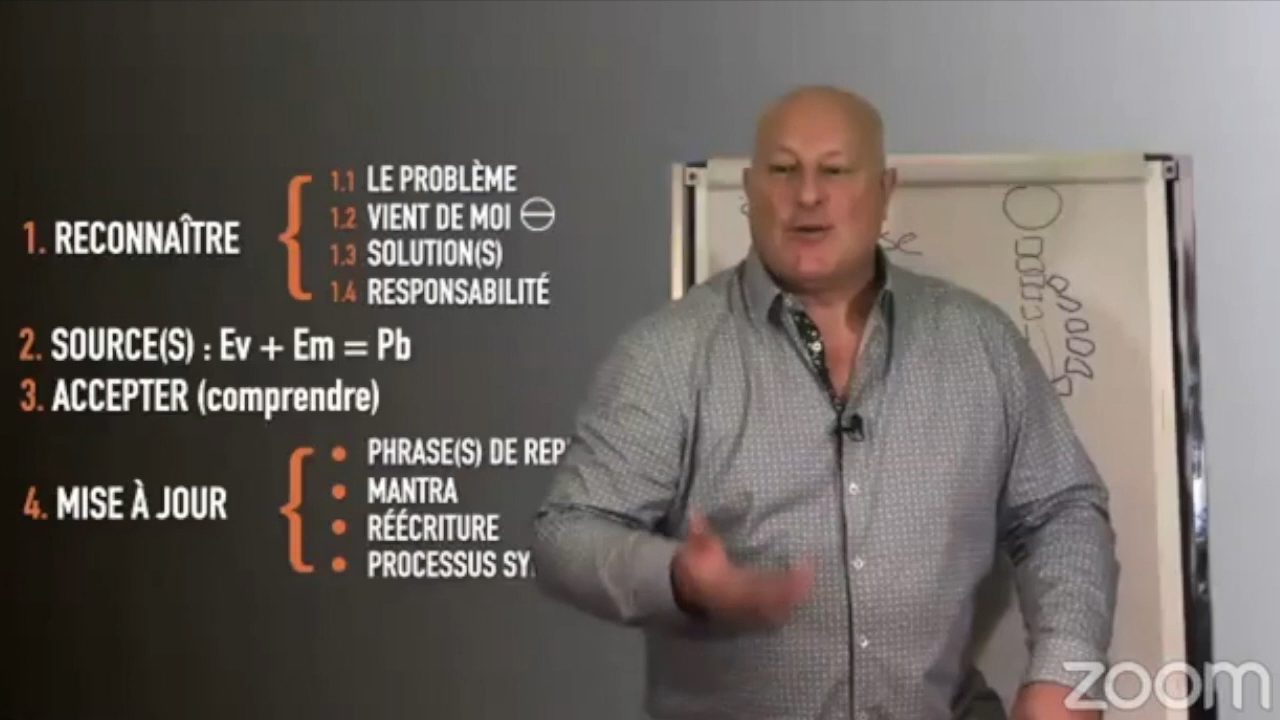 1. RECONNAÎTRE
1.1 LE PROBLÈME
1.2 VIENT DE MOI
1.3 SOLUTION(S)
1.4 RESPONSABILITÉ
2. SOURCE(S) : Ev + Em = Pb
3. ACCEPTER (comprendre)
4. MISE À JOUR
• PHRASE(S) DE
• MANTRA
• RÉÉCRITURE
• PROCESSUS
zoom